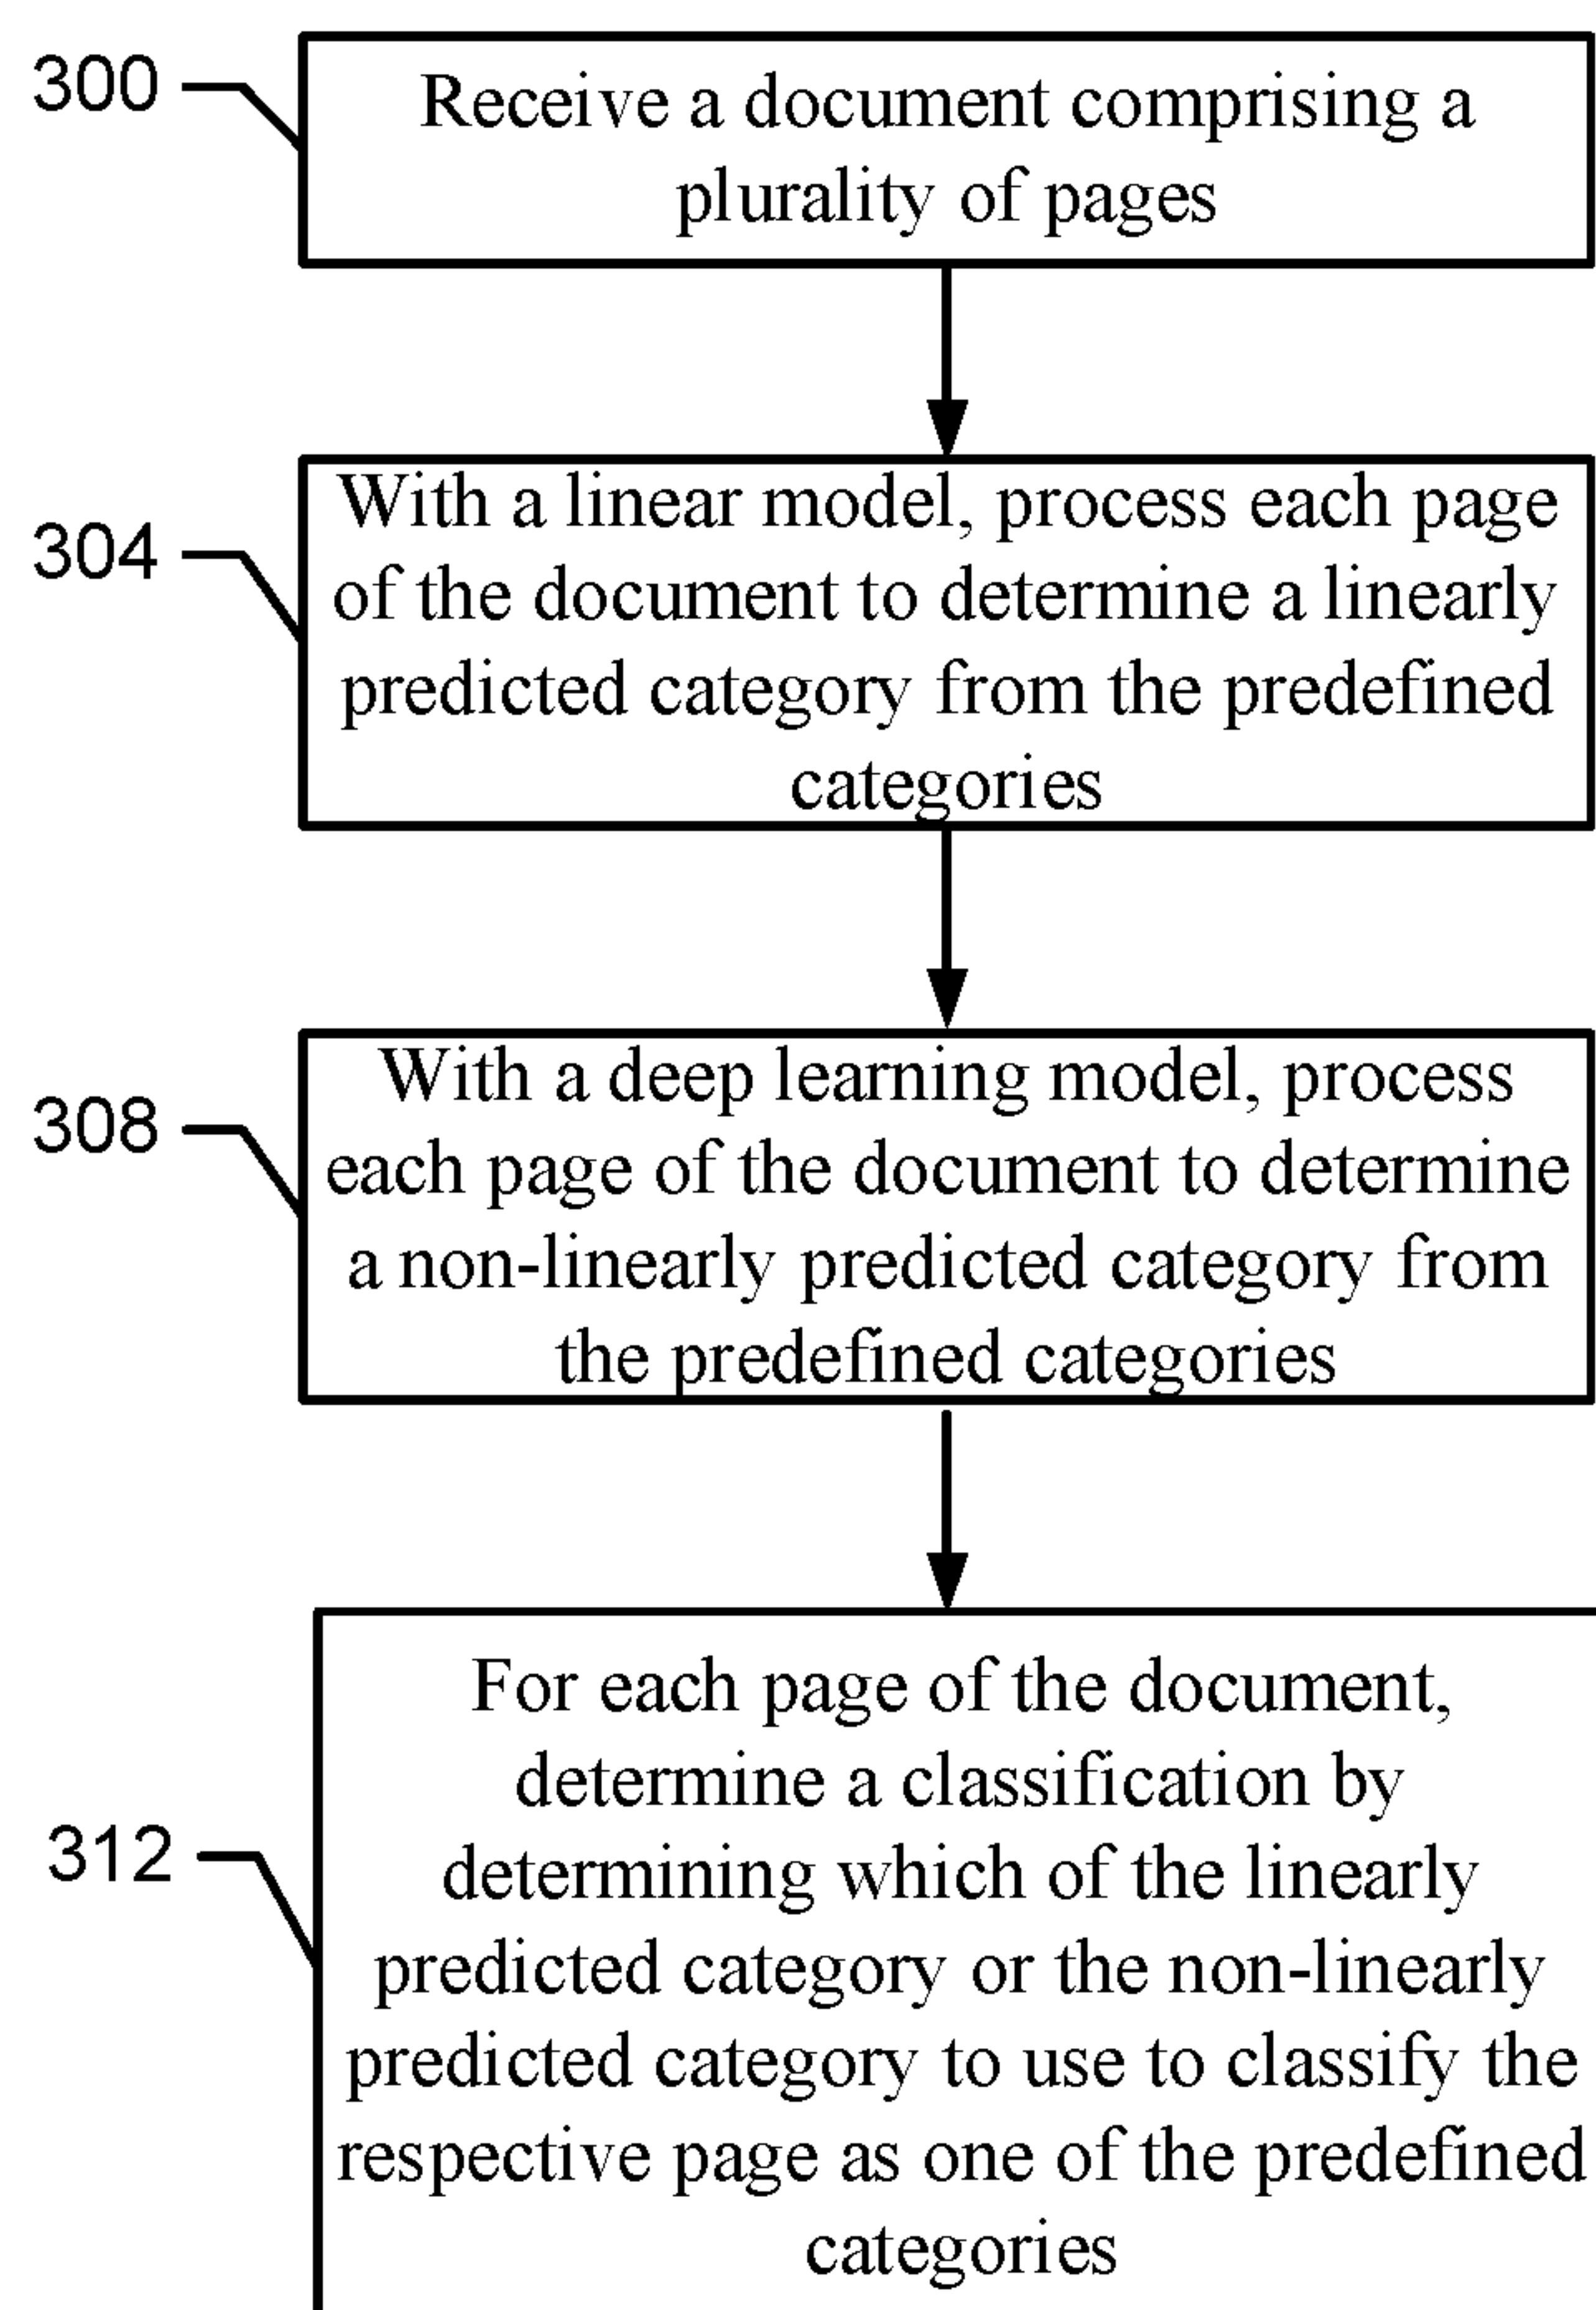 300
Receive a document comprising a
plurality of pages
304
With a linear model, process each page
of the document to determine a linearly
predicted category from the predefined
categories
308
With a deep learning model, process
each page of the document to determine
a non-linearly predicted category from
the predefined categories
312
For each page of the document,
determine a classification by
determining which of the linearly
predicted category or the non-linearly
predicted category to use to classify the
respective page as one of the predefined
categories